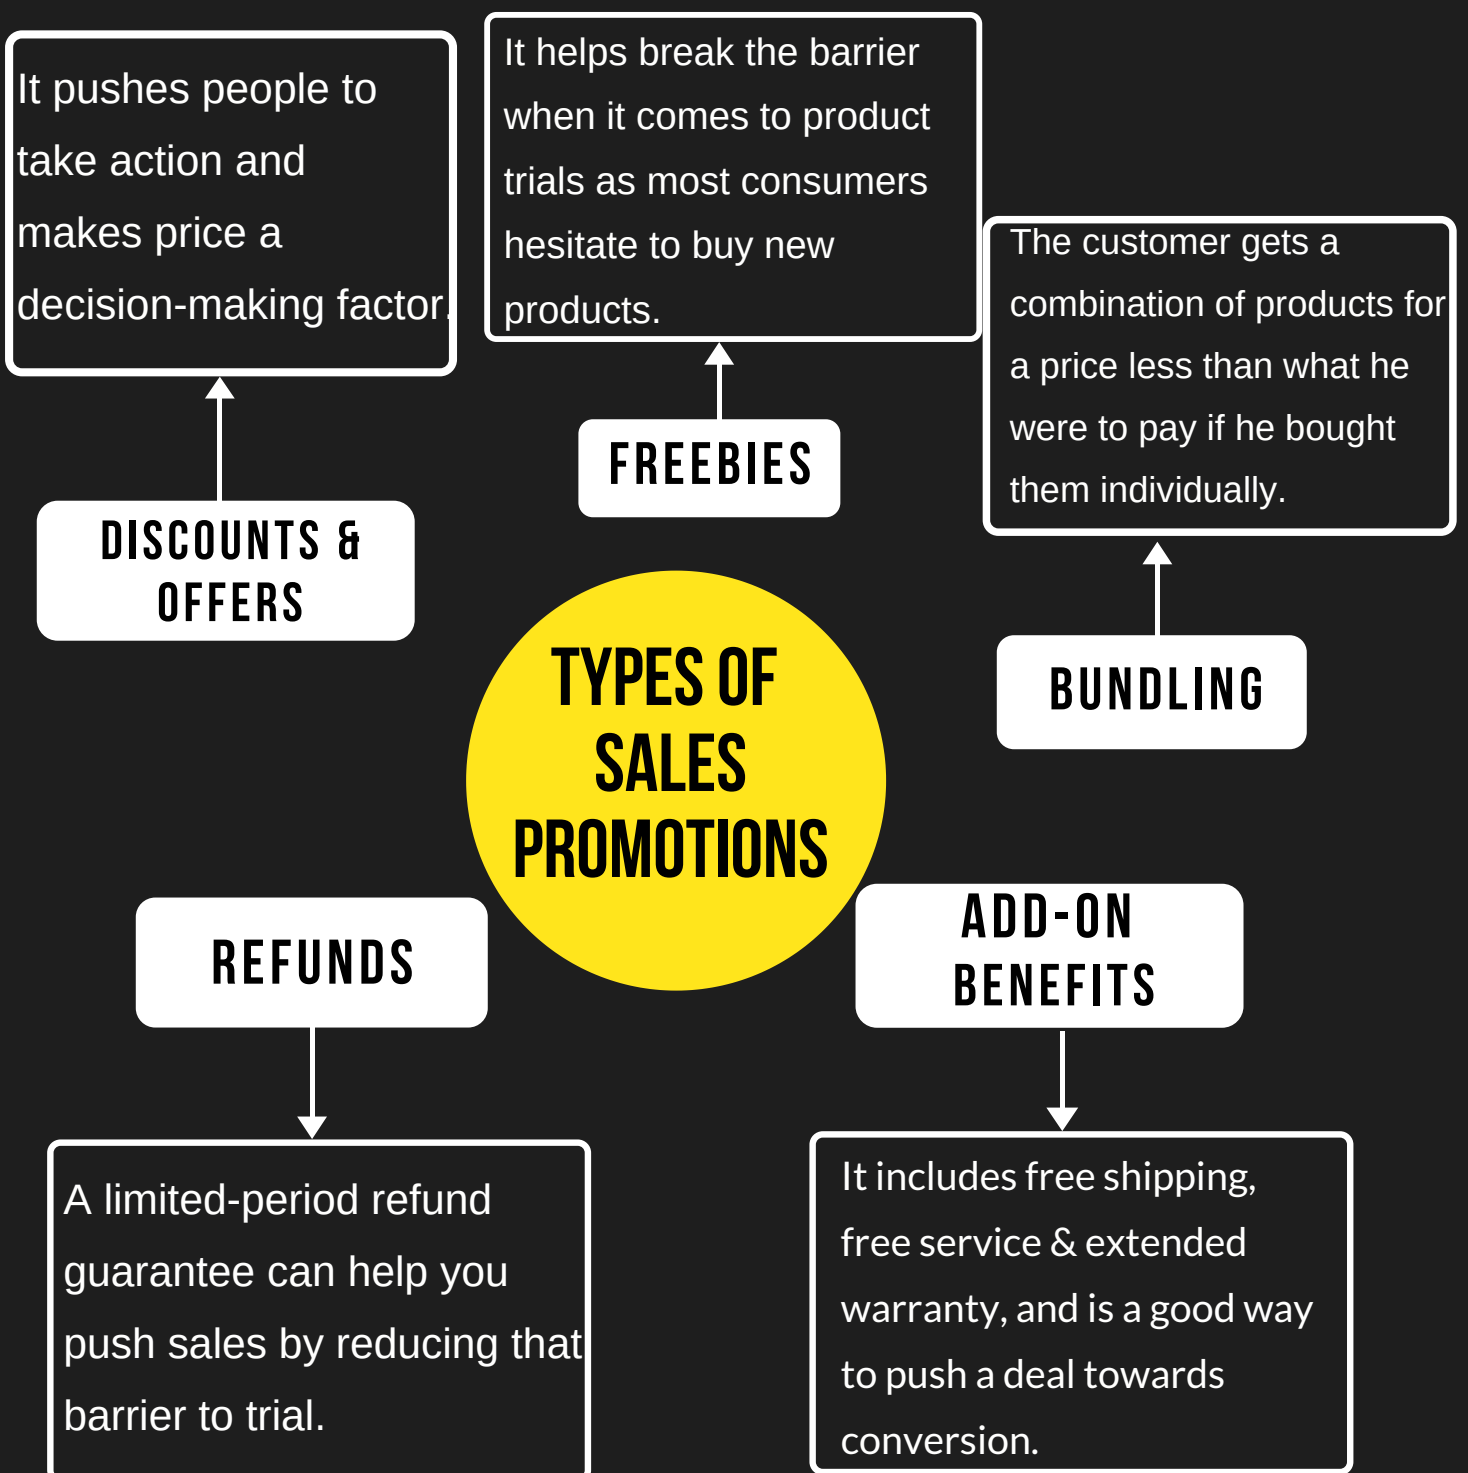 It pushes people to
take action and
makes price a
decision-making factor.
DISCOUNTS &
OFFERS
It helps break the barrier
when it comes to product
trials as most consumers
hesitate to buy new
products.
FREEBIES
The customer gets a
combination of products for
a price less than what he
were to pay if he bought
them individually.
BUNDLING
TYPES OF
SALES
PROMOTIONS
REFUNDS
A limited-period refund
guarantee can help you
push sales by reducing that
barrier to trial.
ADD-ON
BENEFITS
It includes free shipping,
free service & extended
warranty, and is a good way
to push a deal towards
conversion.